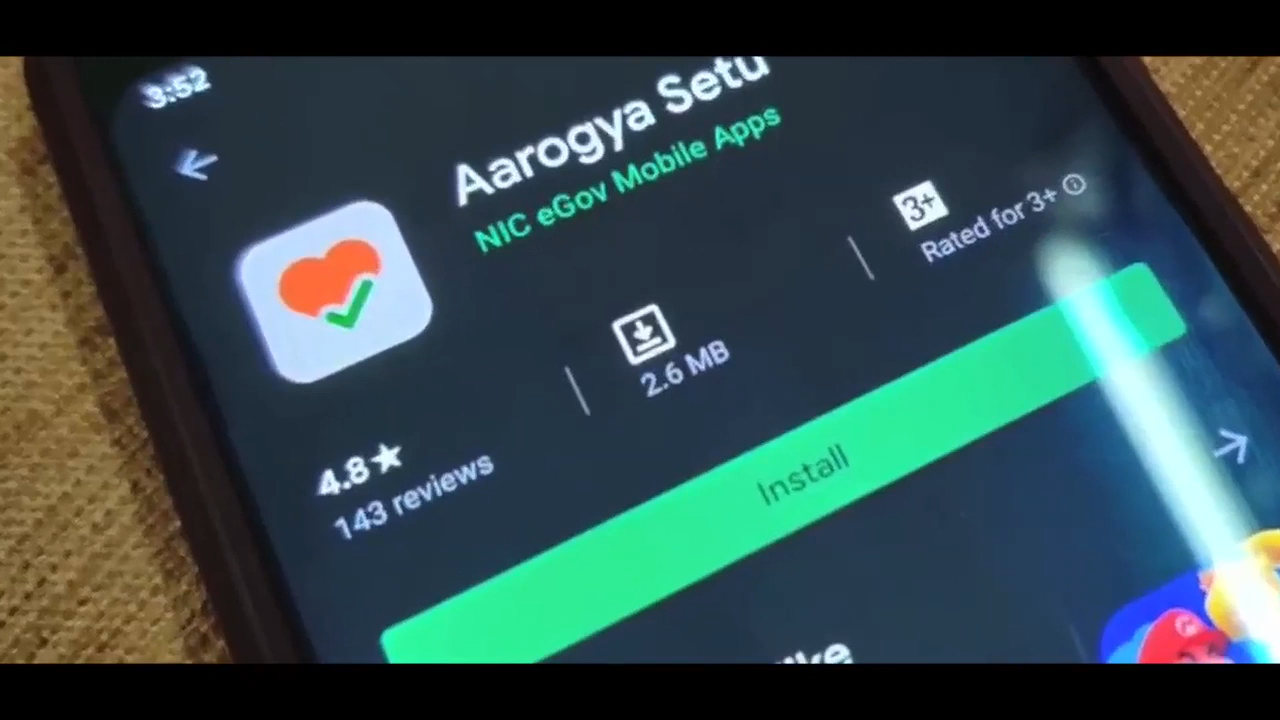 3:52
Aarogya Setu
NIC eGov Mobile Apps
4.8★
143 reviews
2.6 MB
3+
Rated for 3+
Install